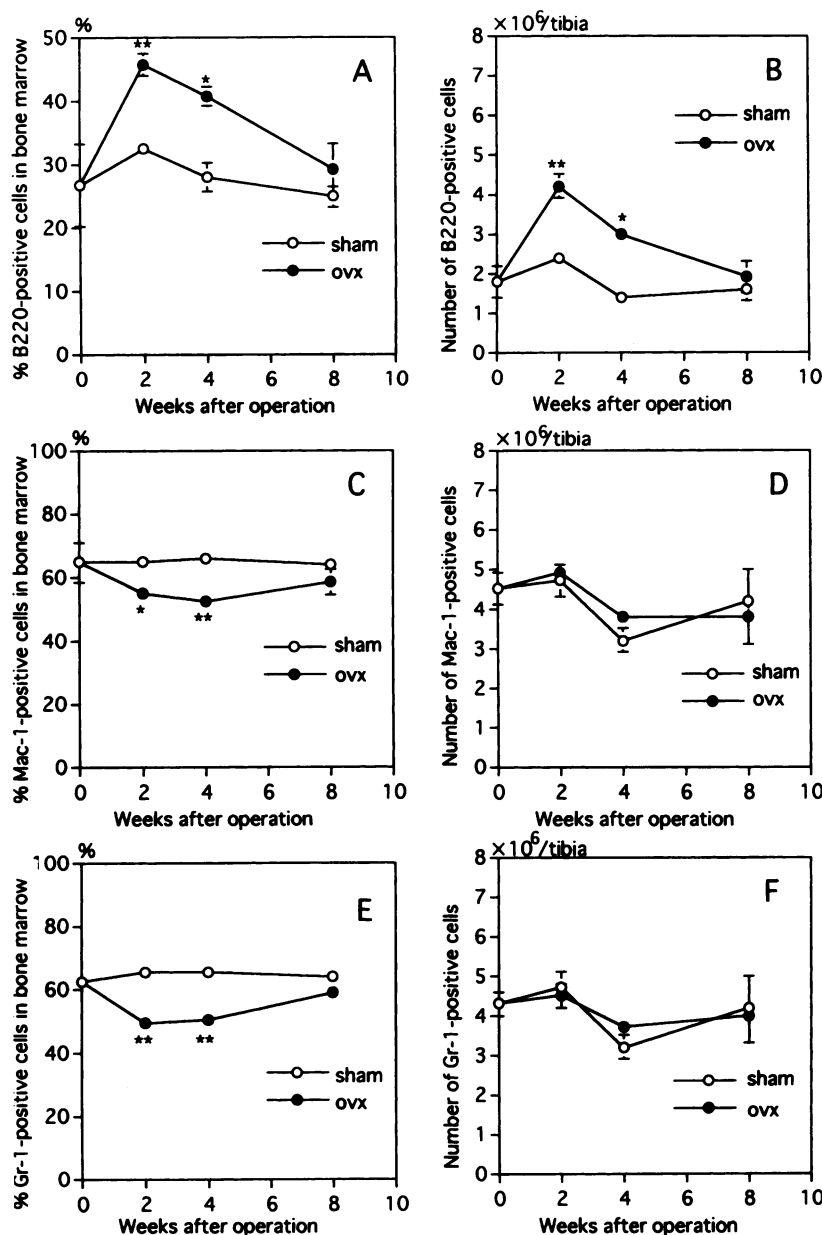 %
50
40
30
20
10
0
0 2 4 6 8 10
**
*
A
sham
ovx
% B220-positive cells in bone marrow
Weeks after operation
×10⁶/tibia
8
7
6
5
4
3
2
1
0
0 2 4 6 8 10
**
*
B
sham
ovx
Number of B220-positive cells
Weeks after operation
%
100
80
60
40
20
0
0 2 4 6 8 10
*
**
C
sham
ovx
% Mac-1-positive cells in bone marrow
Weeks after operation
×10⁶/tibia
8
7
6
5
4
3
2
1
0
0 2 4 6 8 10
D
sham
ovx
Number of Mac-1-positive cells
Weeks after operation
%
100
80
60
40
20
0
0 2 4 6 8 10
** **
E
sham
ovx
% Gr-1-positive cells in bone marrow
Weeks after operation
×10⁶/tibia
8
7
6
5
4
3
2
1
0
0 2 4 6 8 10
F
sham
ovx
Number of Gr-1-positive cells
Weeks after operation